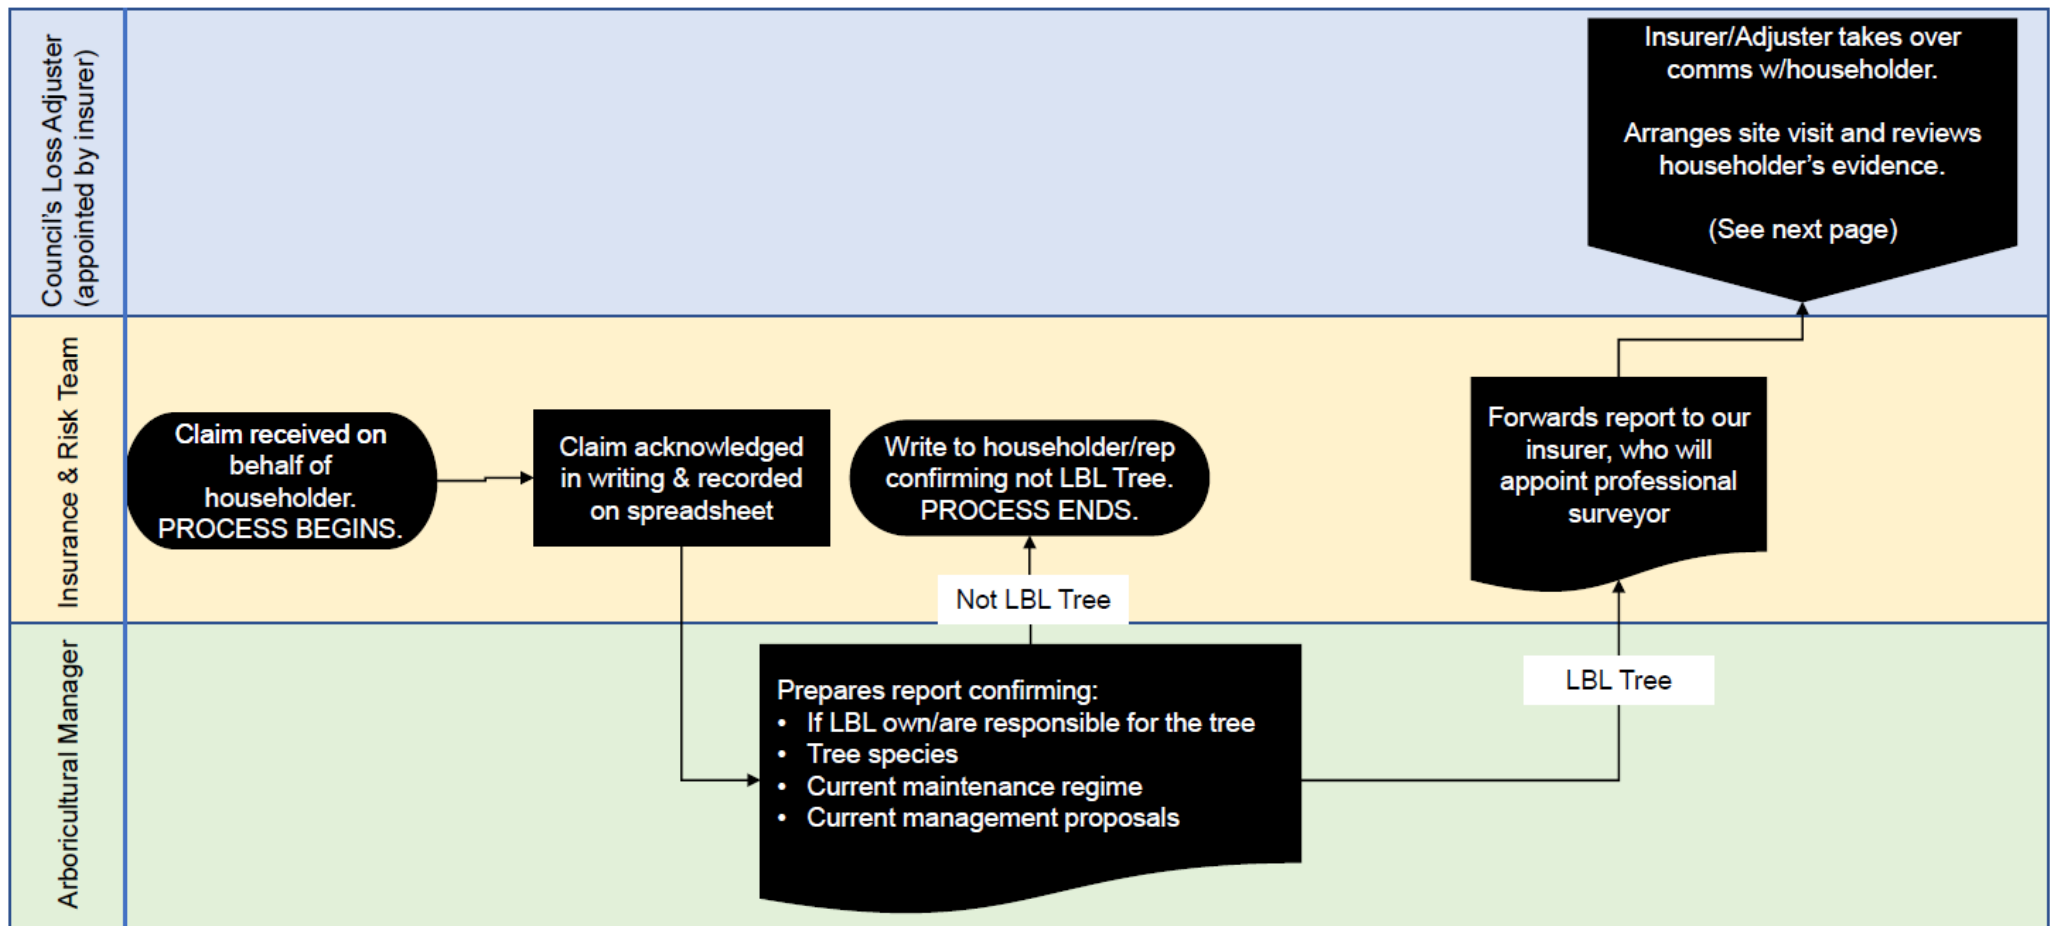 Council's Loss Adjuster
(appointed by insurer)
Insurer/Adjuster takes over
comms w/householder.
Arranges site visit and reviews
householder's evidence.
(See next page)
Insurance & Risk Team
Claim received on
behalf of
householder.
PROCESS BEGINS.
Claim acknowledged
in writing & recorded
on spreadsheet
Write to householder/rep
confirming not LBL Tree.
PROCESS ENDS.
Forwards report to our
insurer, who will
appoint professional
surveyor
Not LBL Tree
Arboricultural Manager
Prepares report confirming:
• If LBL own/are responsible for the tree
• Tree species
• Current maintenance regime
• Current management proposals
LBL Tree